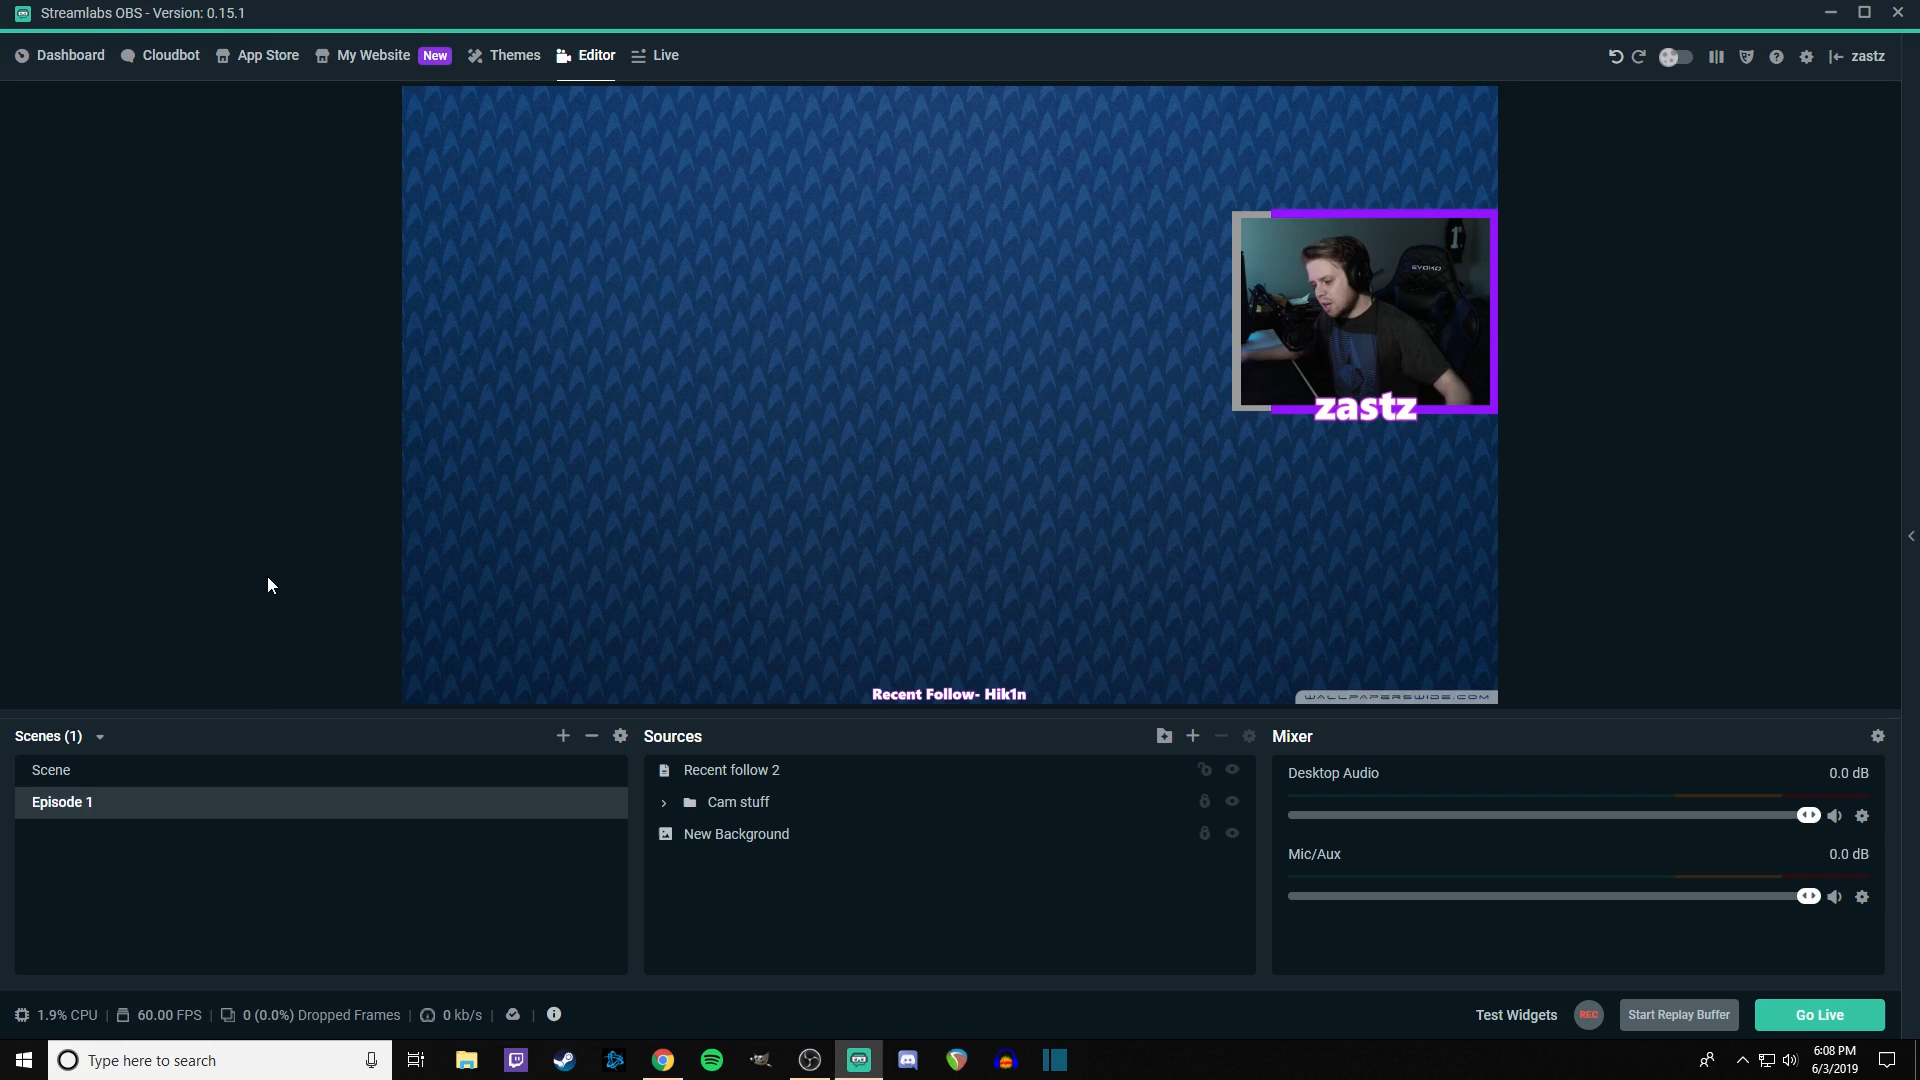 Streamlabs OBS - Version: 0.15.1
Dashboard Cloudbot App Store My Website New Themes Editor Live zastz
EVOKO
zastz
Recent Follow- Hik1n
WALLPAPERSWIDE.COM
Scenes (1) Sources Mixer
Scene
Episode 1
Recent follow 2
Cam stuff
New Background
Desktop Audio 0.0 dB
Mic/Aux 0.0 dB
1.9% CPU 60.00 FPS 0 (0.0%) Dropped Frames 0 kb/s Test Widgets REC Start Replay Buffer Go Live
Type here to search
6:08 PM
6/3/2019